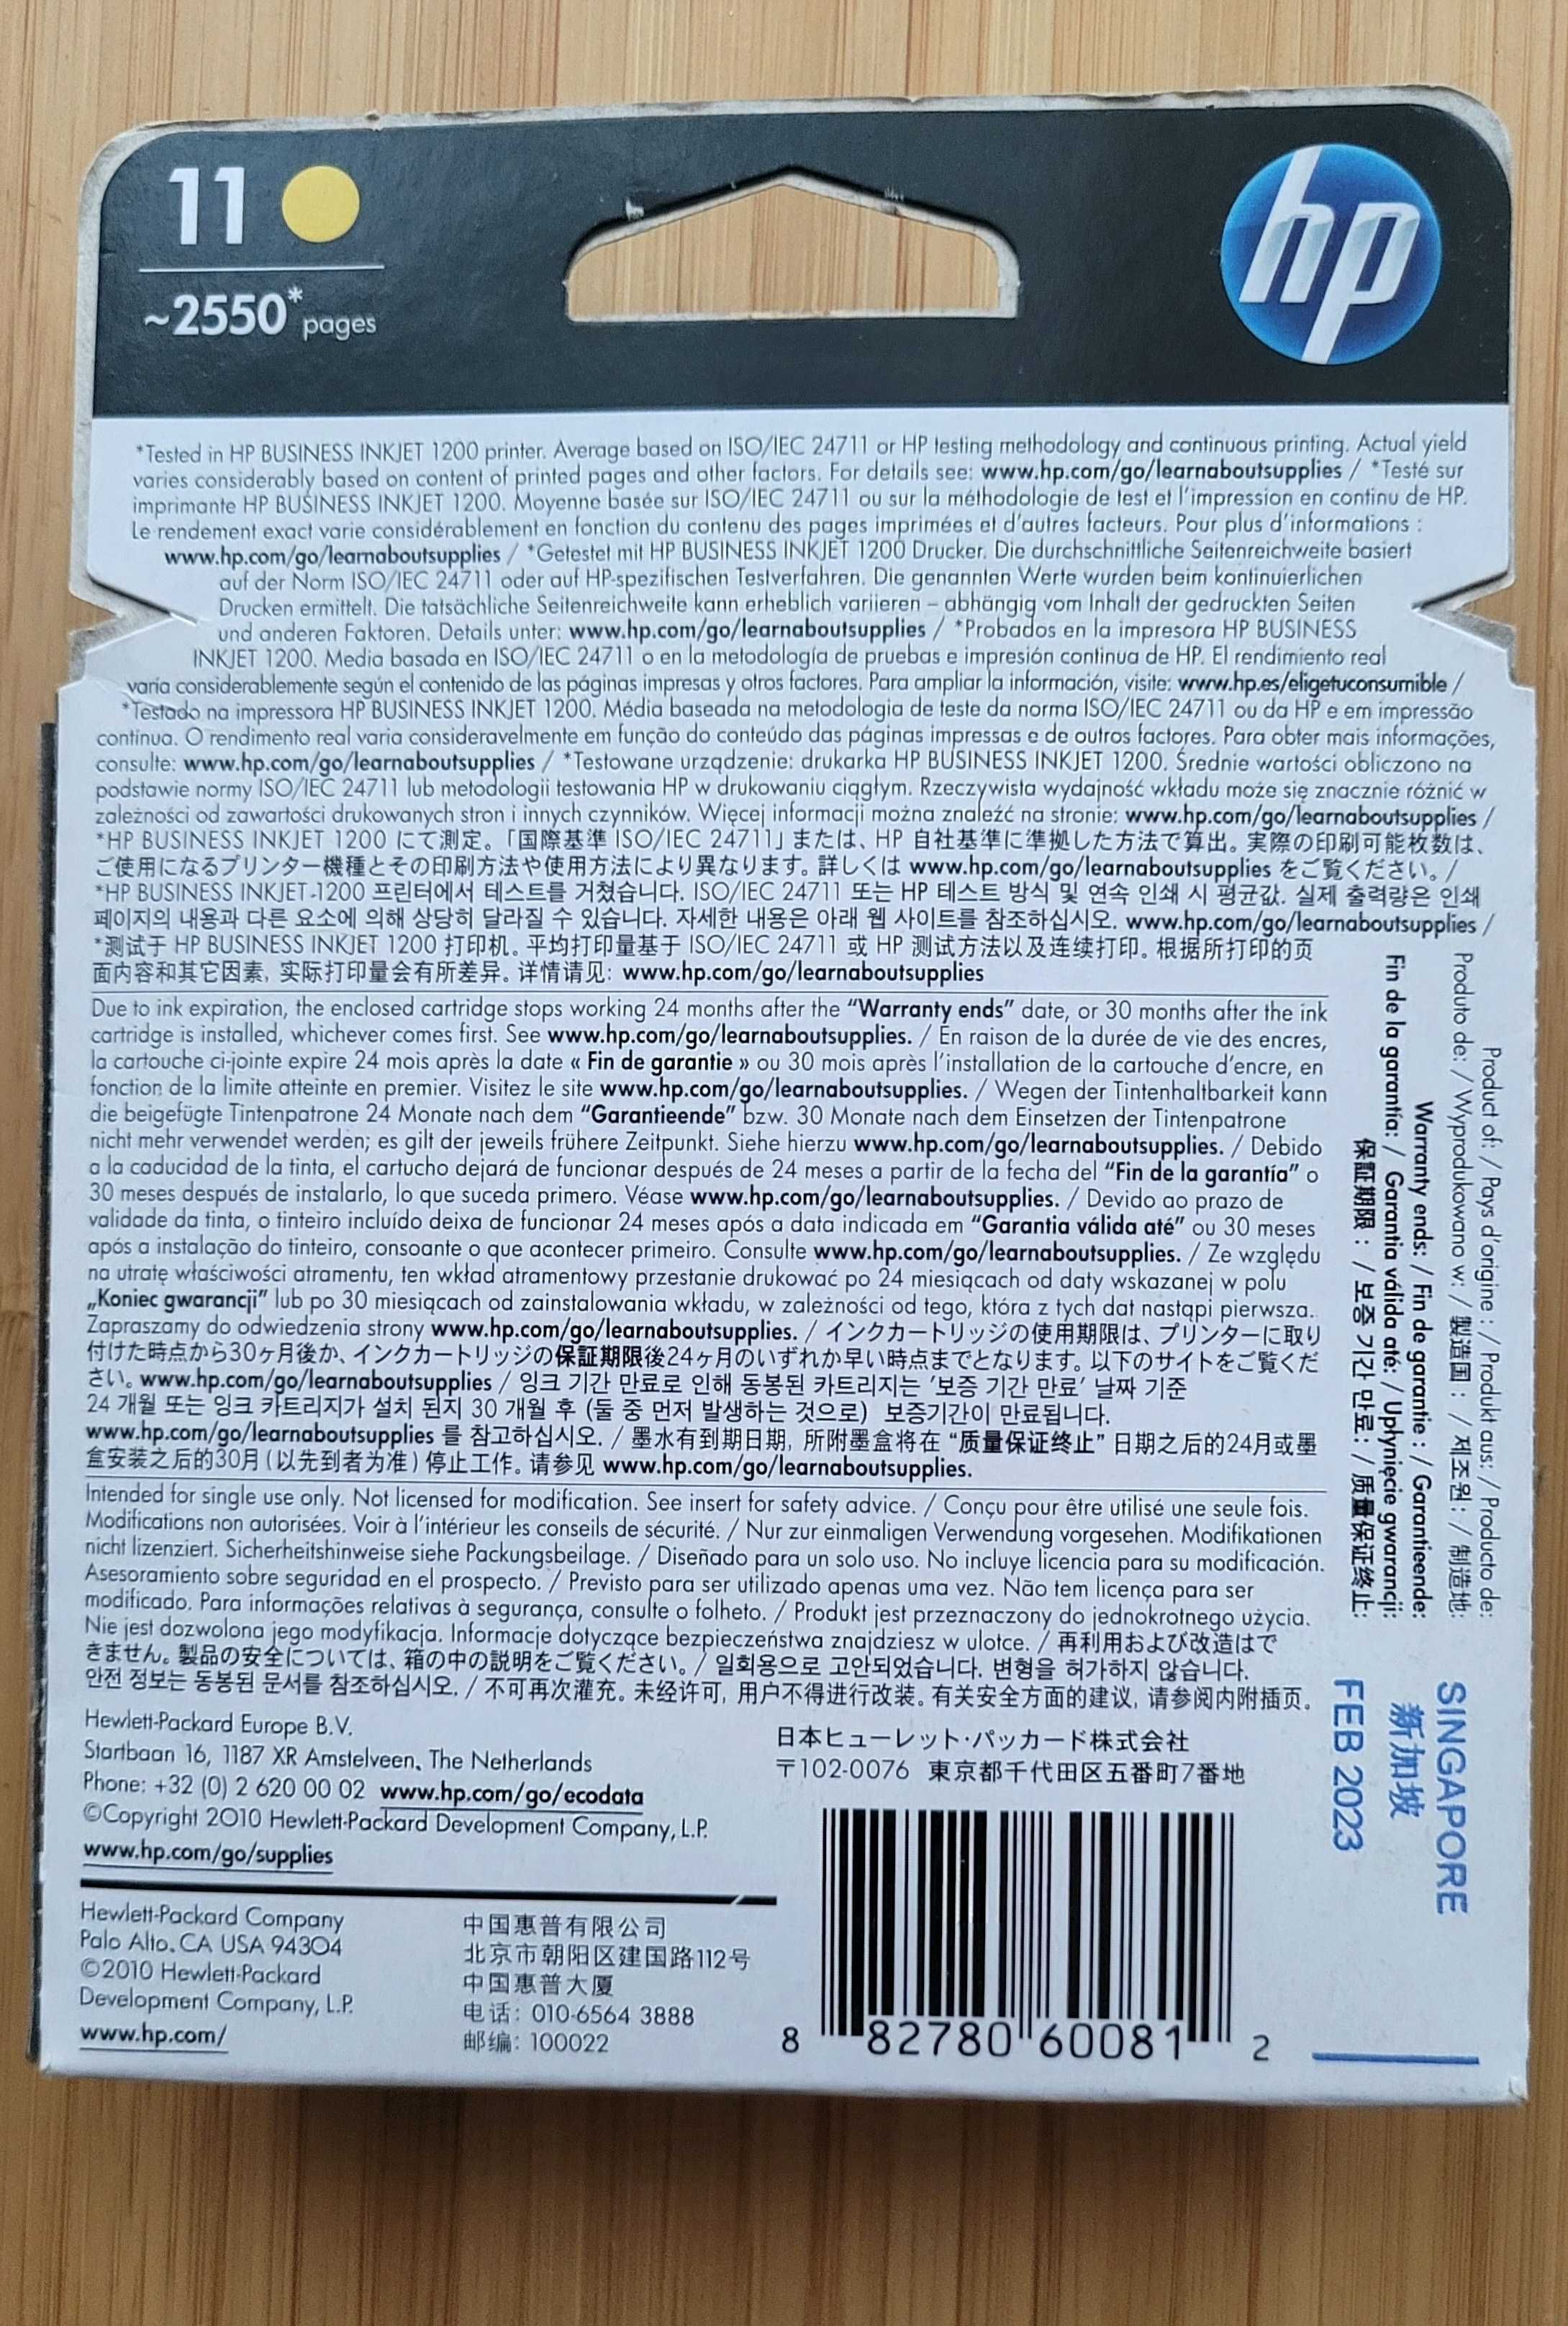 11
~2550* pages
hp
*Tested in HP BUSINESS INKJET 1200 printer. Average based on ISO/IEC 24711 or HP testing methodology and continuous printing. Actual yield
varies considerably based on content of printed pages and other factors. For details see: www.hp.com/go/learnaboutsupplies / *Testé sur
imprimante HP BUSINESS INKJET 1200. Moyenne basée sur ISO/IEC 24711 ou sur la méthodologie de test et l'impression en continu de HP.
Le rendement exact varie considérablement en fonction du contenu des pages imprimées et d'autres facteurs. Pour plus d'informations :
www.hp.com/go/learnaboutsupplies / *Getestet mit HP BUSINESS INKJET 1200 Drucker. Die durchschnittliche Seitenreichweite basiert
auf der Norm ISO/IEC 24711 oder auf HP-spezifischen Testverfahren. Die genannten Werte wurden beim kontinuierlichen
Drucken ermittelt. Die tatsächliche Seitenreichweite kann erheblich variieren – abhängig vom Inhalt der gedruckten Seiten
und anderen Faktoren. Details unter: www.hp.com/go/learnaboutsupplies / *Probados en la impresora HP BUSINESS
INKJET 1200. Media basada en ISO/IEC 24711 o en la metodología de pruebas e impresión continua de HP. El rendimiento real
varía considerablemente según el contenido de las páginas impresas y otros factores. Para ampliar la información, visite: www.hp.es/eligetuconsumible /
*Testado na impressora HP BUSINESS INKJET 1200. Média baseada na metodologia de teste da norma ISO/IEC 24711 ou da HP e em impressão
contínua. O rendimento real varia consideravelmente em função do conteúdo das páginas impressas e de outros factores. Para obter mais informações,
consulte: www.hp.com/go/learnaboutsupplies / *Testowane urządzenie: drukarka HP BUSINESS INKJET 1200. Średnie wartości obliczono na
podstawie normy ISO/IEC 24711 lub metodologii testowania HP w drukowaniu ciągłym. Rzeczywista wydajność wkładu może się znacznie różnić w
zależności od zawartości drukowanych stron i innych czynników. Więcej informacji można znaleźć na stronie: www.hp.com/go/learnaboutsupplies /
*HP BUSINESS INKJET 1200 にて測定。「国際基準 ISO/IEC 24711」または、HP 自社基準に準拠した方法で算出。実際の印刷可能枚数は、
ご使用になるプリンター機種とその印刷方法や使用方法により異なります。詳しくは www.hp.com/go/learnaboutsupplies をご覧ください。/
*HP BUSINESS INKJET-1200 프린터에서 테스트를 거쳤습니다. ISO/IEC 24711 또는 HP 테스트 방식 및 연속 인쇄 시 평균값. 실제 출력량은 인쇄
페이지의 내용과 다른 요소에 의해 상당히 달라질 수 있습니다. 자세한 내용은 아래 웹 사이트를 참조하십시오. www.hp.com/go/learnaboutsupplies /
*测试于 HP BUSINESS INKJET 1200 打印机。平均打印量基于 ISO/IEC 24711 或 HP 测试方法以及连续打印。根据所打印的页
面内容和其它因素, 实际打印量会有所差异。详情请见: www.hp.com/go/learnaboutsupplies
Due to ink expiration, the enclosed cartridge stops working 24 months after the "Warranty ends" date, or 30 months after the ink
cartridge is installed, whichever comes first. See www.hp.com/go/learnaboutsupplies. / En raison de la durée de vie des encres,
la cartouche ci-jointe expire 24 mois après la date « Fin de garantie » ou 30 mois après l'installation de la cartouche d'encre, en
fonction de la limite atteinte en premier. Visitez le site www.hp.com/go/learnaboutsupplies. / Wegen der Tintenhaltbarkeit kann
die beigefügte Tintenpatrone 24 Monate nach dem "Garantieende" bzw. 30 Monate nach dem Einsetzen der Tintenpatrone
nicht mehr verwendet werden; es gilt der jeweils frühere Zeitpunkt. Siehe hierzu www.hp.com/go/learnaboutsupplies. / Debido
a la caducidad de la tinta, el cartucho dejará de funcionar después de 24 meses a partir de la fecha del "Fin de la garantía" o
30 meses después de instalarlo, lo que suceda primero. Véase www.hp.com/go/learnaboutsupplies. / Devido ao prazo de
validade da tinta, o tinteiro incluído deixa de funcionar 24 meses após a data indicada em "Garantia válida até" ou 30 meses
após a instalação do tinteiro, consoante o que acontecer primeiro. Consulte www.hp.com/go/learnaboutsupplies. / Ze względu
na utratę właściwości atramentu, ten wkład atramentowy przestanie drukować po 24 miesiącach od daty wskazanej w polu
„Koniec gwarancji" lub po 30 miesiącach od zainstalowania wkładu, w zależności od tego, która z tych dat nastąpi pierwsza.
Zapraszamy do odwiedzenia strony www.hp.com/go/learnaboutsupplies. / インクカートリッジの使用期限は、プリンターに取り
付けた時点から30ヶ月後か、インクカートリッジの保証期限後24ヶ月のいずれか早い時点までとなります。以下のサイトをご覧くだ
さい。www.hp.com/go/learnaboutsupplies / 잉크 기간 만료로 인해 동봉된 카트리지는 '보증 기간 만료' 날짜 기준
24 개월 또는 잉크 카트리지가 설치 된지 30 개월 후 (둘 중 먼저 발생하는 것으로) 보증기간이 만료됩니다.
www.hp.com/go/learnaboutsupplies 를 참고하십시오. / 墨水有到期日期, 所附墨盒将在 "质量保证终止" 日期之后的24月或墨
盒安装之后的30月 (以先到者为准) 停止工作。请参见 www.hp.com/go/learnaboutsupplies.
Intended for single use only. Not licensed for modification. See insert for safety advice. / Conçu pour être utilisé une seule fois.
Modifications non autorisées. Voir à l'intérieur les conseils de sécurité. / Nur zur einmaligen Verwendung vorgesehen. Modifikationen
nicht lizenziert. Sicherheitshinweise siehe Packungsbeilage. / Diseñado para un solo uso. No incluye licencia para su modificación.
Asesoramiento sobre seguridad en el prospecto. / Previsto para ser utilizado apenas uma vez. Não tem licença para ser
modificado. Para informações relativas à segurança, consulte o folheto. / Produkt jest przeznaczony do jednokrotnego użycia.
Nie jest dozwolona jego modyfikacja. Informacje dotyczące bezpieczeństwa znajdziesz w ulotce. / 再利用および改造はで
きません。製品の安全については、箱の中の説明をご覧ください。/ 일회용으로 고안되었습니다. 변형을 허가하지 않습니다.
안전 정보는 동봉된 문서를 참조하십시오. / 不可再次灌充。未经许可, 用户不得进行改装。有关安全方面的建议, 请参阅内附插页。
Product of: / Pays d'origine : / Produkt aus: / Producto de:
Produto de: / Wyprodukowano w: / 製造国 : / 제조원: / 制造地:
Warranty ends: / Fin de garantie : / Garantieende:
Fin de la garantía: / Garantia válida até: / Upłynięcie gwarancji:
保証期限 : / 보증 기간 만료: / 质量保证终止:
SINGAPORE
新加坡
FEB 2023
Hewlett-Packard Europe B.V.
Startbaan 16, 1187 XR Amstelveen, The Netherlands
Phone: +32 (0) 2 620 00 02 www.hp.com/go/ecodata
©Copyright 2010 Hewlett-Packard Development Company, L.P.
www.hp.com/go/supplies
日本ヒューレット・パッカード株式会社
〒102-0076 東京都千代田区五番町7番地
Hewlett-Packard Company
Palo Alto, CA USA 94304
©2010 Hewlett-Packard
Development Company, L.P.
www.hp.com/
中国惠普有限公司
北京市朝阳区建国路112号
中国惠普大厦
电话: 010-6564 3888
邮编: 100022
8 82780 60081 2